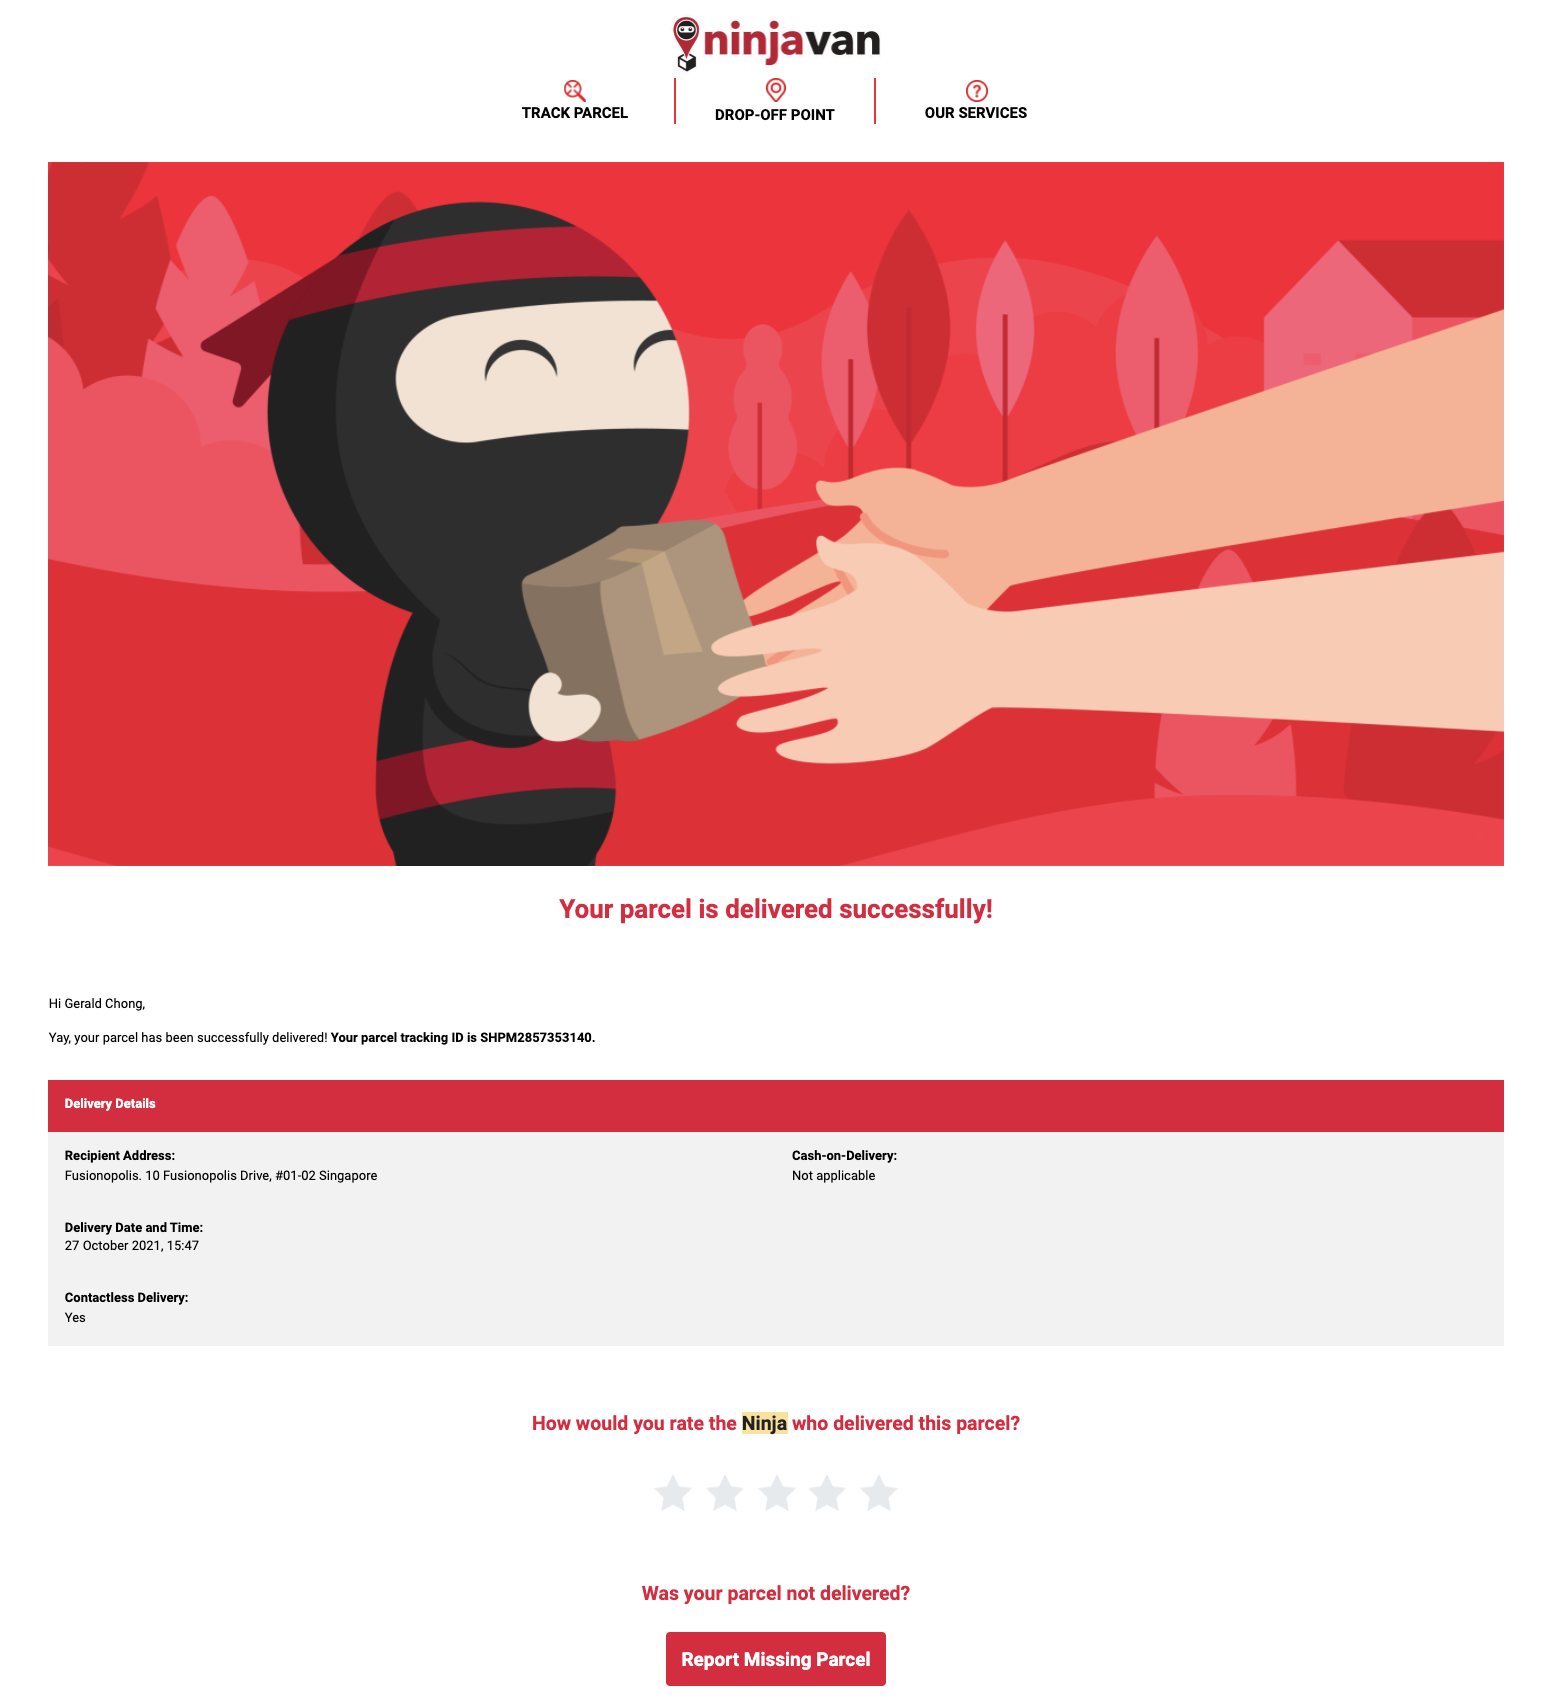 ninjavan
TRACK PARCEL
DROP-OFF POINT
OUR SERVICES
Your parcel is delivered successfully!
Hi Gerald Chong,
Yay, your parcel has been successfully delivered! Your parcel tracking ID is SHPM2857353140.
Delivery Details
Recipient Address:
Fusionopolis. 10 Fusionopolis Drive, #01-02 Singapore
Cash-on-Delivery:
Not applicable
Delivery Date and Time:
27 October 2021, 15:47
Contactless Delivery:
Yes
How would you rate the Ninja who delivered this parcel?
Was your parcel not delivered?
Report Missing Parcel